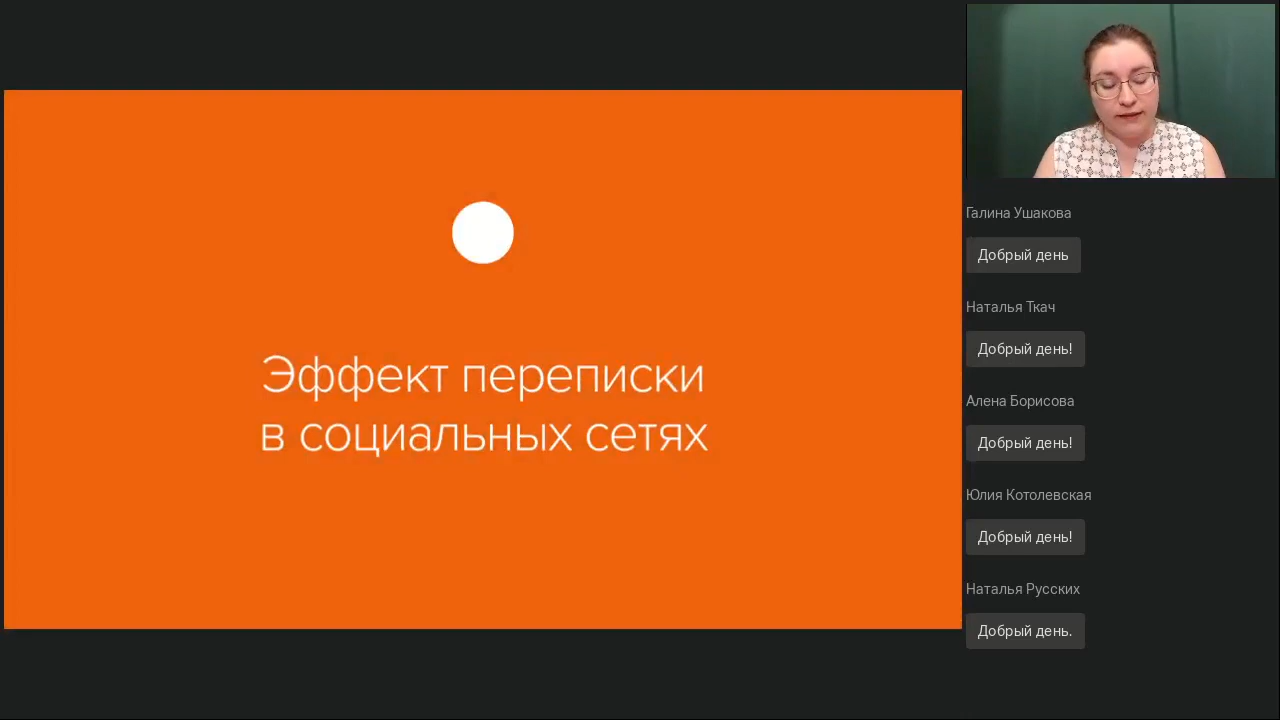 Эффект переписки
в социальных сетях
Галина Ушакова
Добрый день
Наталья Ткач
Добрый день!
Алена Борисова
Добрый день!
Юлия Котолевская
Добрый день!
Наталья Русских
Добрый день.